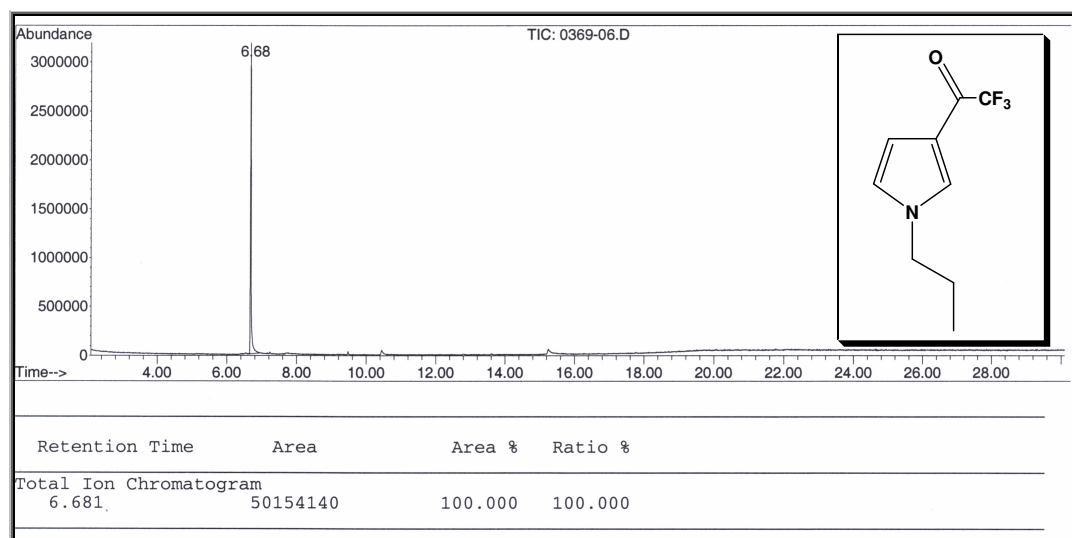 Abundance
TIC: 0369-06.D
6.68
3000000
2500000
2000000
1500000
1000000
500000
0
Time-->
4.00 6.00 8.00 10.00 12.00 14.00 16.00 18.00 20.00 22.00 24.00 26.00 28.00
O
CF3
N
Retention Time Area Area % Ratio %
Total Ion Chromatogram
6.681 50154140 100.000 100.000